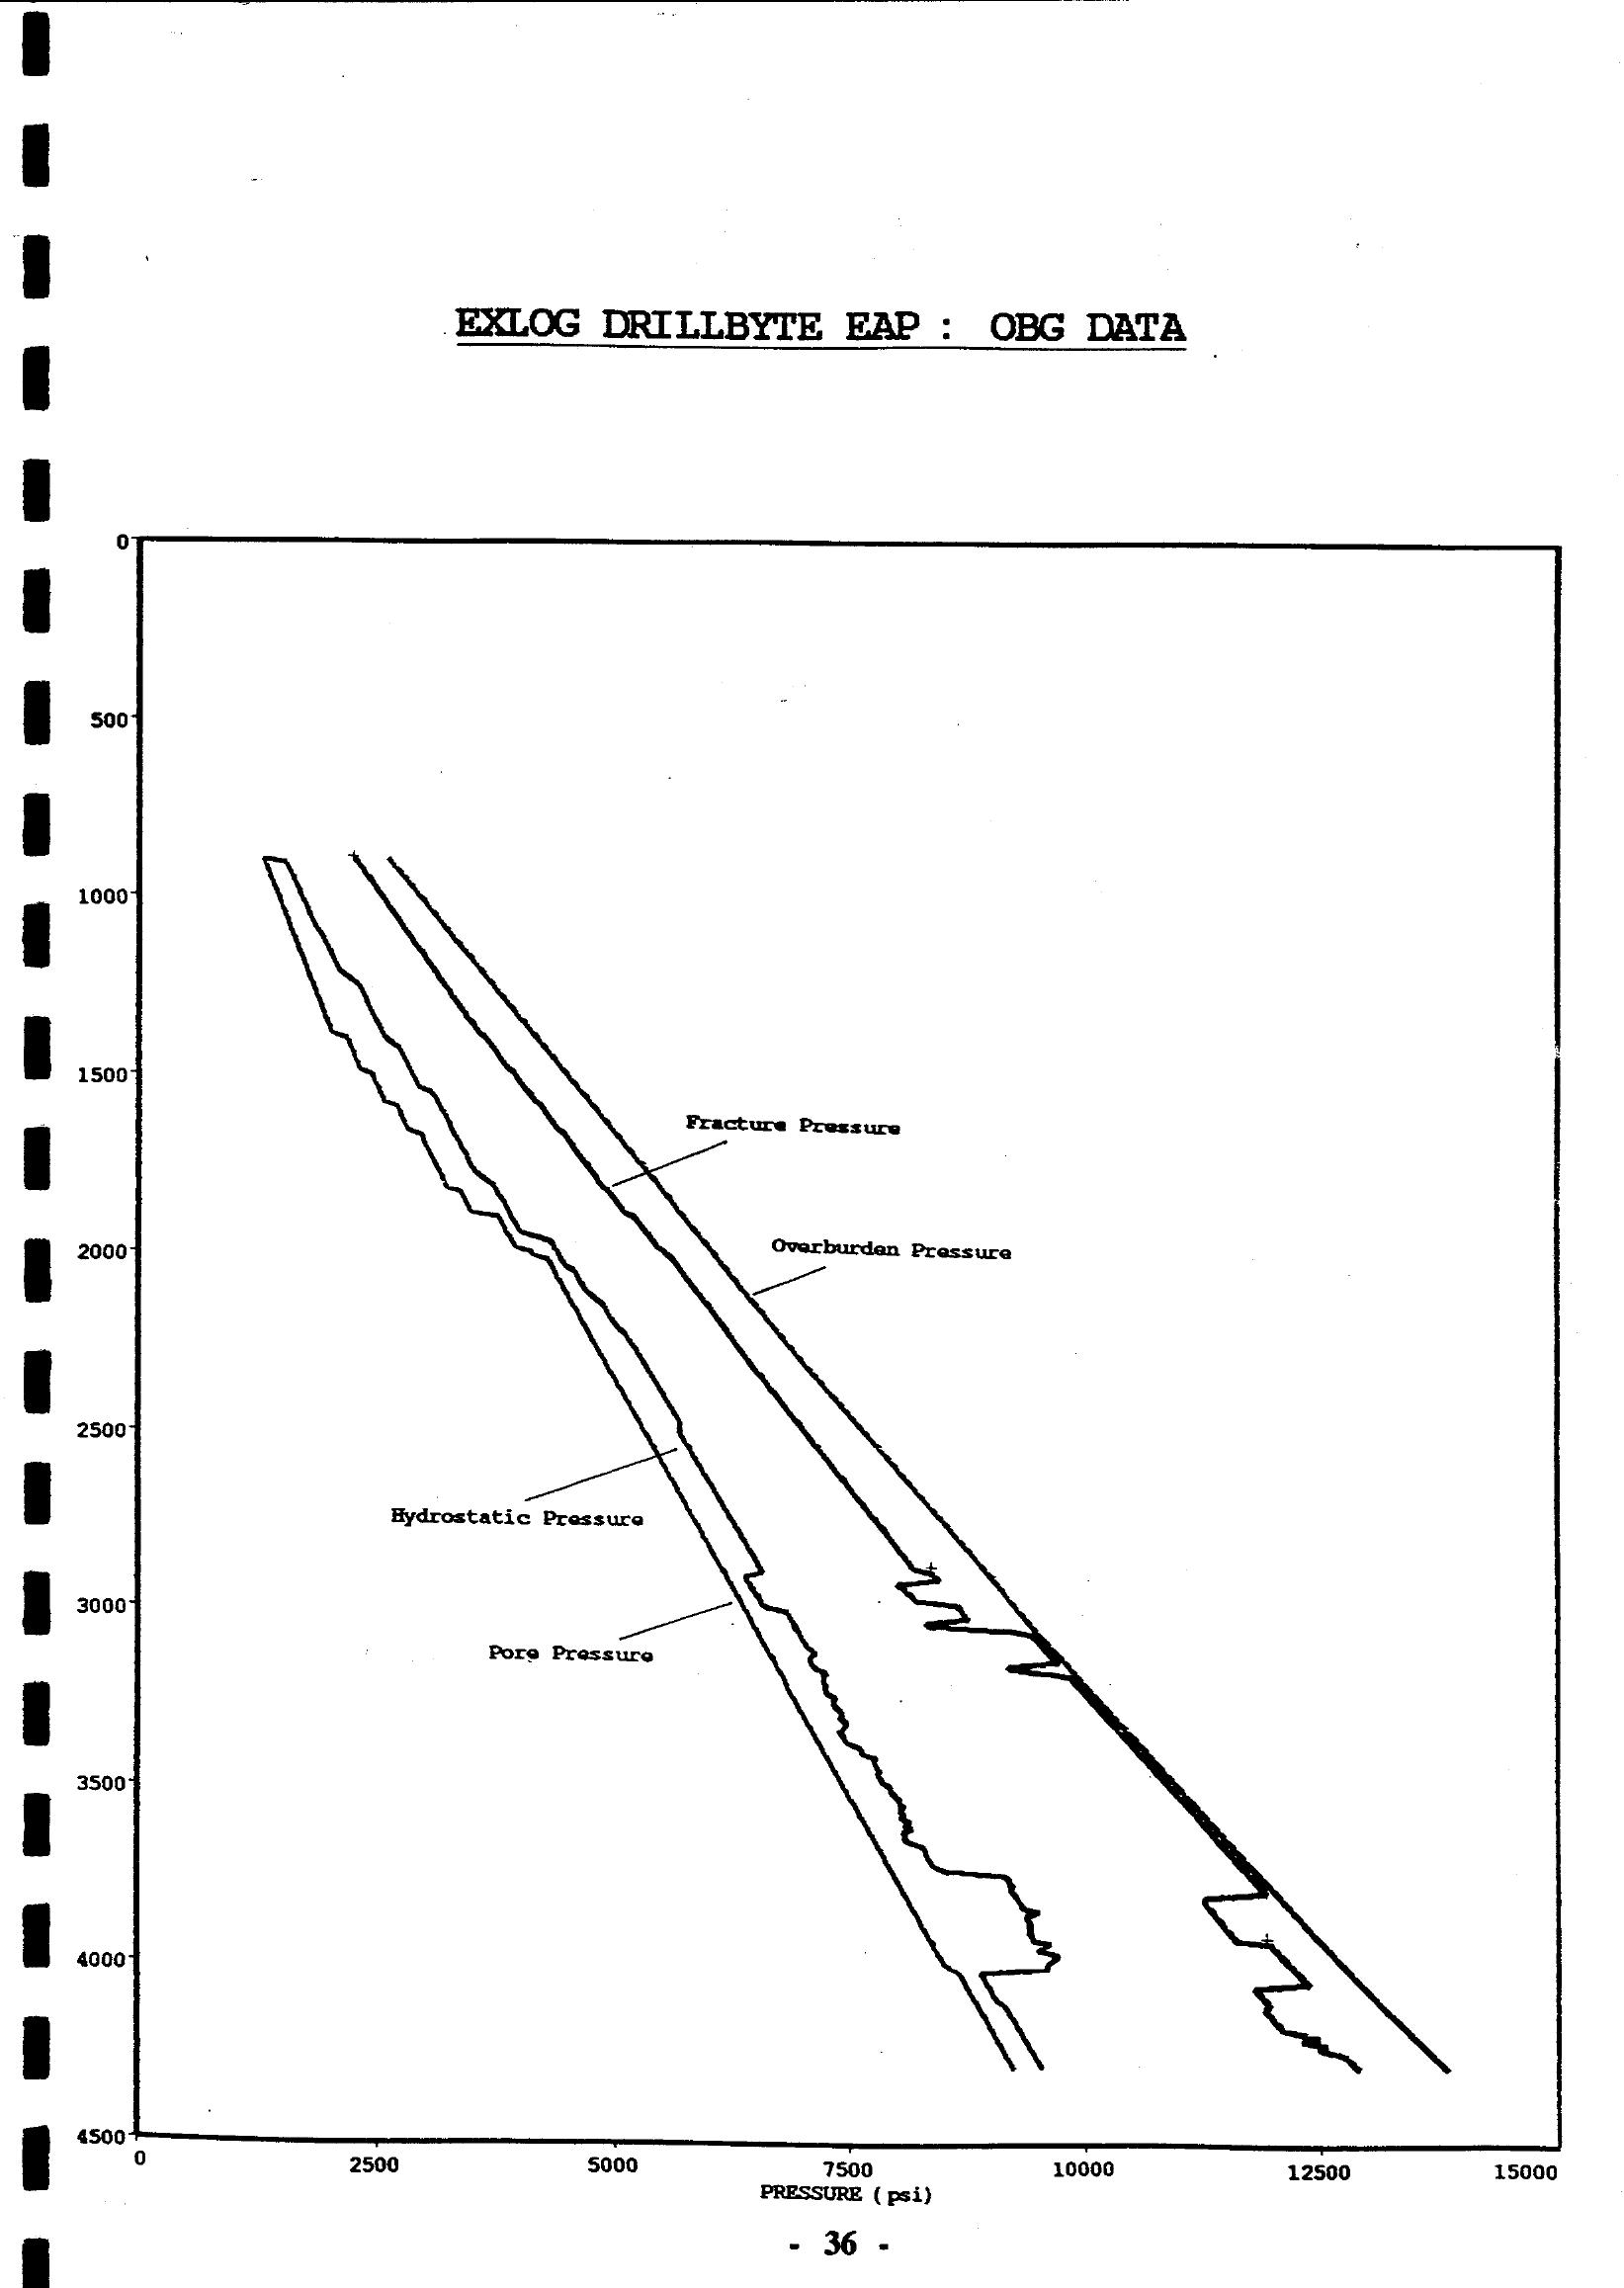 EXLOG DRILLBYTE EAP : OBG DATA
0
500
1000
1500
2000
2500
3000
3500
4000
4500
Fracture Pressure
Overburden Pressure
Hydrostatic Pressure
Pore Pressure
0 2500 5000 7500 10000 12500 15000
PRESSURE (psi)
- 36 -